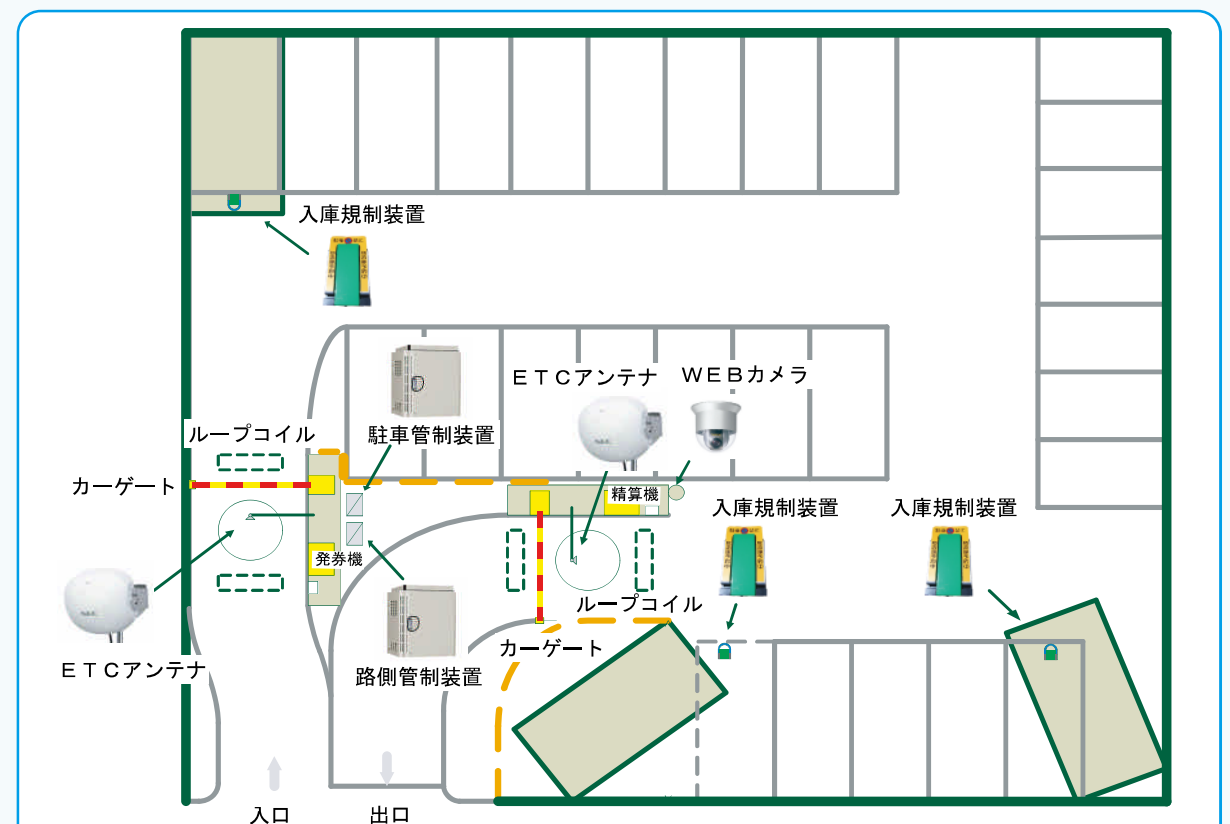 入庫規制装置
ETCアンテナ
WEBカメラ
ループコイル
駐車管制装置
カーゲート
精算機
入庫規制装置
入庫規制装置
発券機
ループコイル
カーゲート
ETCアンテナ
路側管制装置
入口
出口